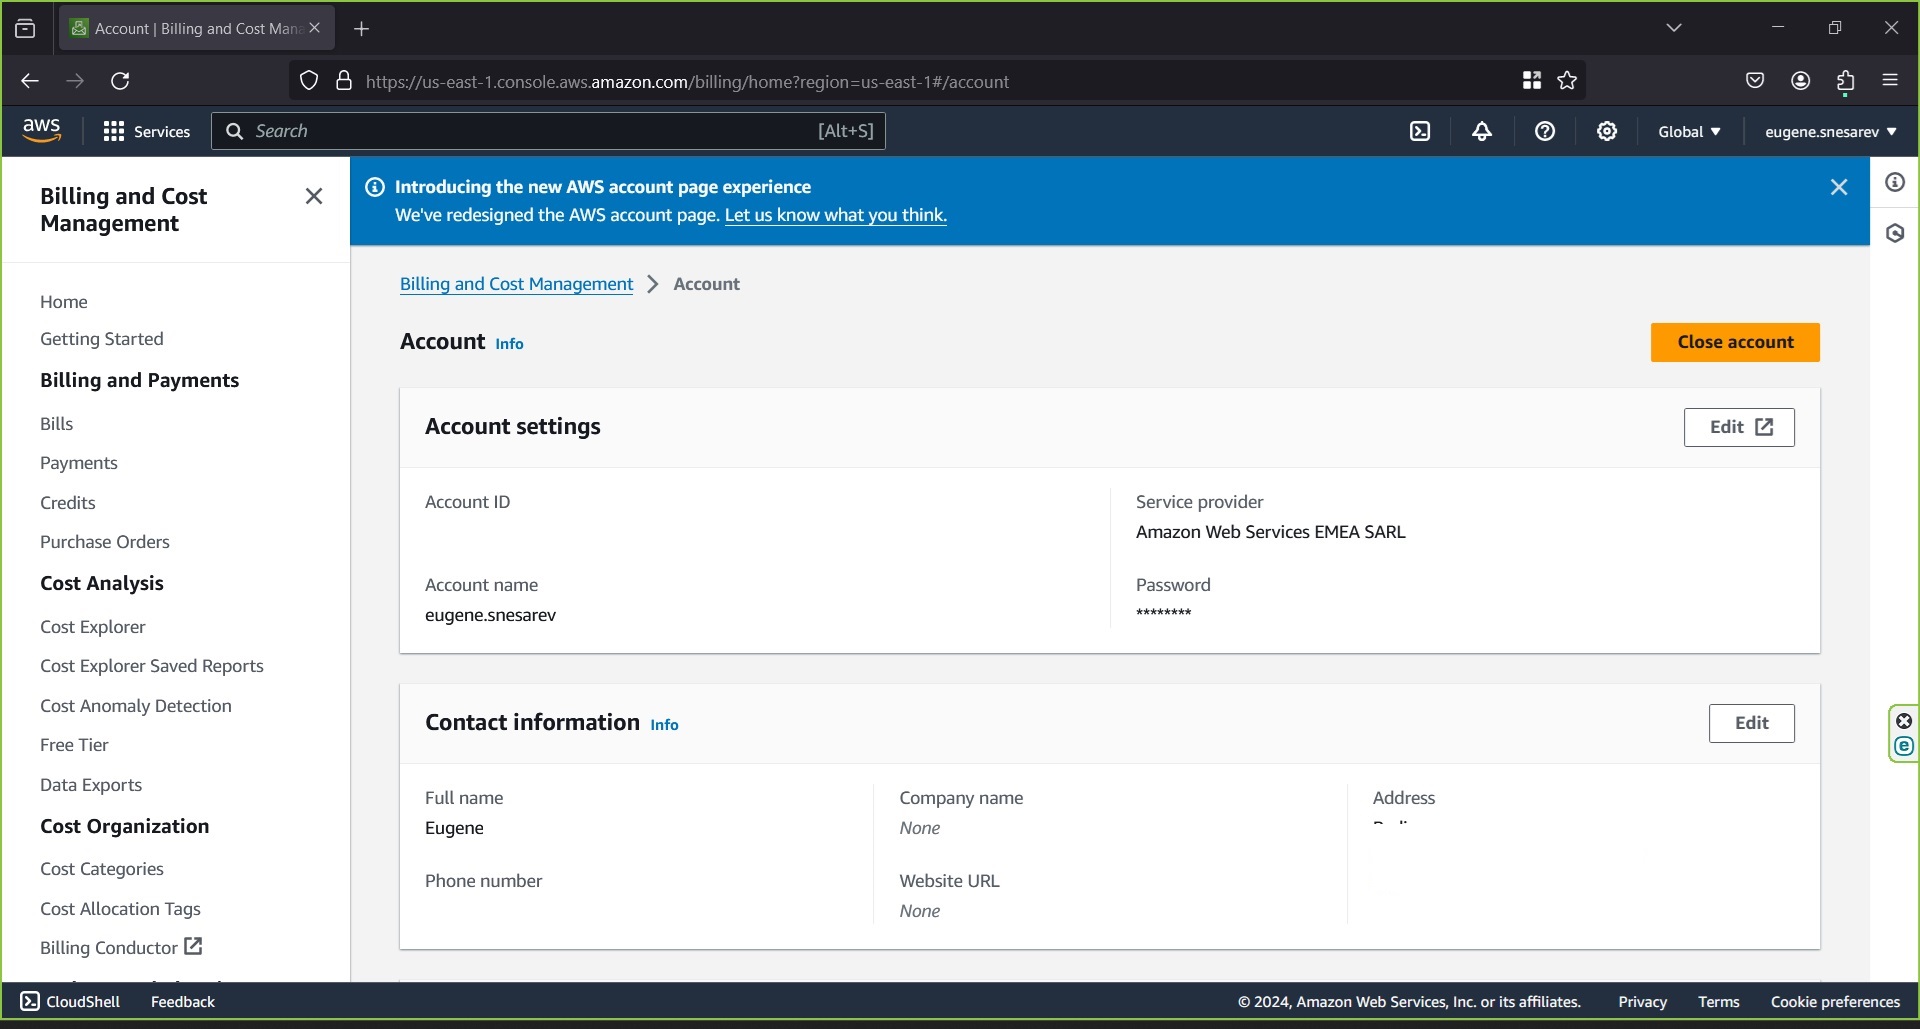 Account | Billing and Cost Mana
https://us-east-1.console.aws.amazon.com/billing/home?region=us-east-1#/account
aws
Services
Search
[Alt+S]
Global
eugene.snesarev
Billing and Cost
Management
Home
Getting Started
Billing and Payments
Bills
Payments
Credits
Purchase Orders
Cost Analysis
Cost Explorer
Cost Explorer Saved Reports
Cost Anomaly Detection
Free Tier
Data Exports
Cost Organization
Cost Categories
Cost Allocation Tags
Billing Conductor
Introducing the new AWS account page experience
We've redesigned the AWS account page. Let us know what you think.
Billing and Cost Management > Account
Account Info
Close account
Account settings
Edit
Account ID
Service provider
Amazon Web Services EMEA SARL
Account name
eugene.snesarev
Password
********
Contact information Info
Edit
Full name
Eugene
Company name
None
Address
Phone number
Website URL
None
CloudShell
Feedback
© 2024, Amazon Web Services, Inc. or its affiliates.
Privacy
Terms
Cookie preferences